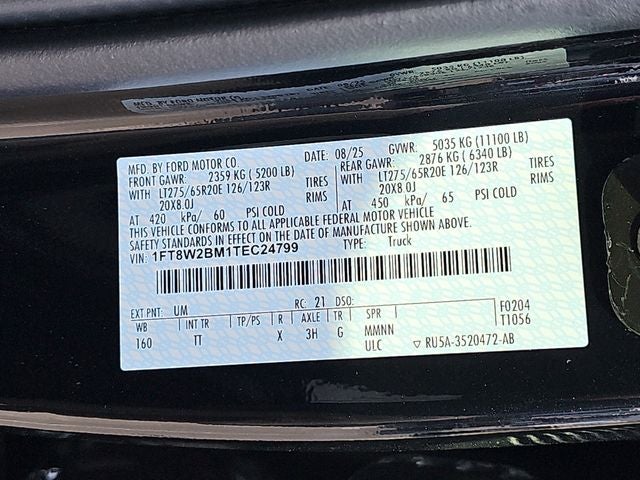 MFD. BY FORD MOTOR CO. DATE: 08/25 GVWR: 5035 KG (11100 LB)
FRONT GAWR: 2359 KG ( 5200 LB) REAR GAWR: 2876 KG ( 6340 LB)
WITH LT275/65R20E 126/123R TIRES WITH LT275/65R20E 126/123R TIRES
20X8.0J RIMS 20X8.0J RIMS
AT 420 kPa/ 60 PSI COLD AT 450 kPa/ 65 PSI COLD
THIS VEHICLE CONFORMS TO ALL APPLICABLE FEDERAL MOTOR VEHICLE
SAFETY STANDARDS IN EFFECT ON THE DATE OF MANUFACTURE SHOWN ABOVE.
VIN: 1FT8W2BM1TEC24799 TYPE: Truck
EXT PNT: UM RC: 21 DSO: F0204
WB INT TR TP/PS R AXLE TR SPR T1056
160 TT X 3H G MMNN
ULC ▽ RU5A-3520472-AB